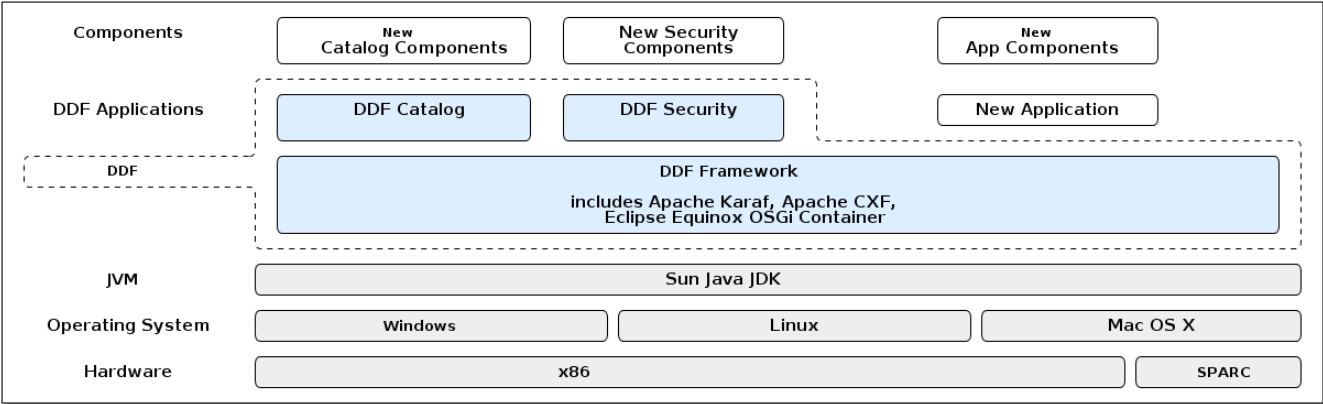 Components
New
Catalog Components
New Security
Components
New
App Components
DDF Applications
DDF Catalog
DDF Security
New Application
DDF
DDF Framework
includes Apache Karaf, Apache CXF,
Eclipse Equinox OSGi Container
JVM
Sun Java JDK
Operating System
Windows
Linux
Mac OS X
Hardware
x86
SPARC